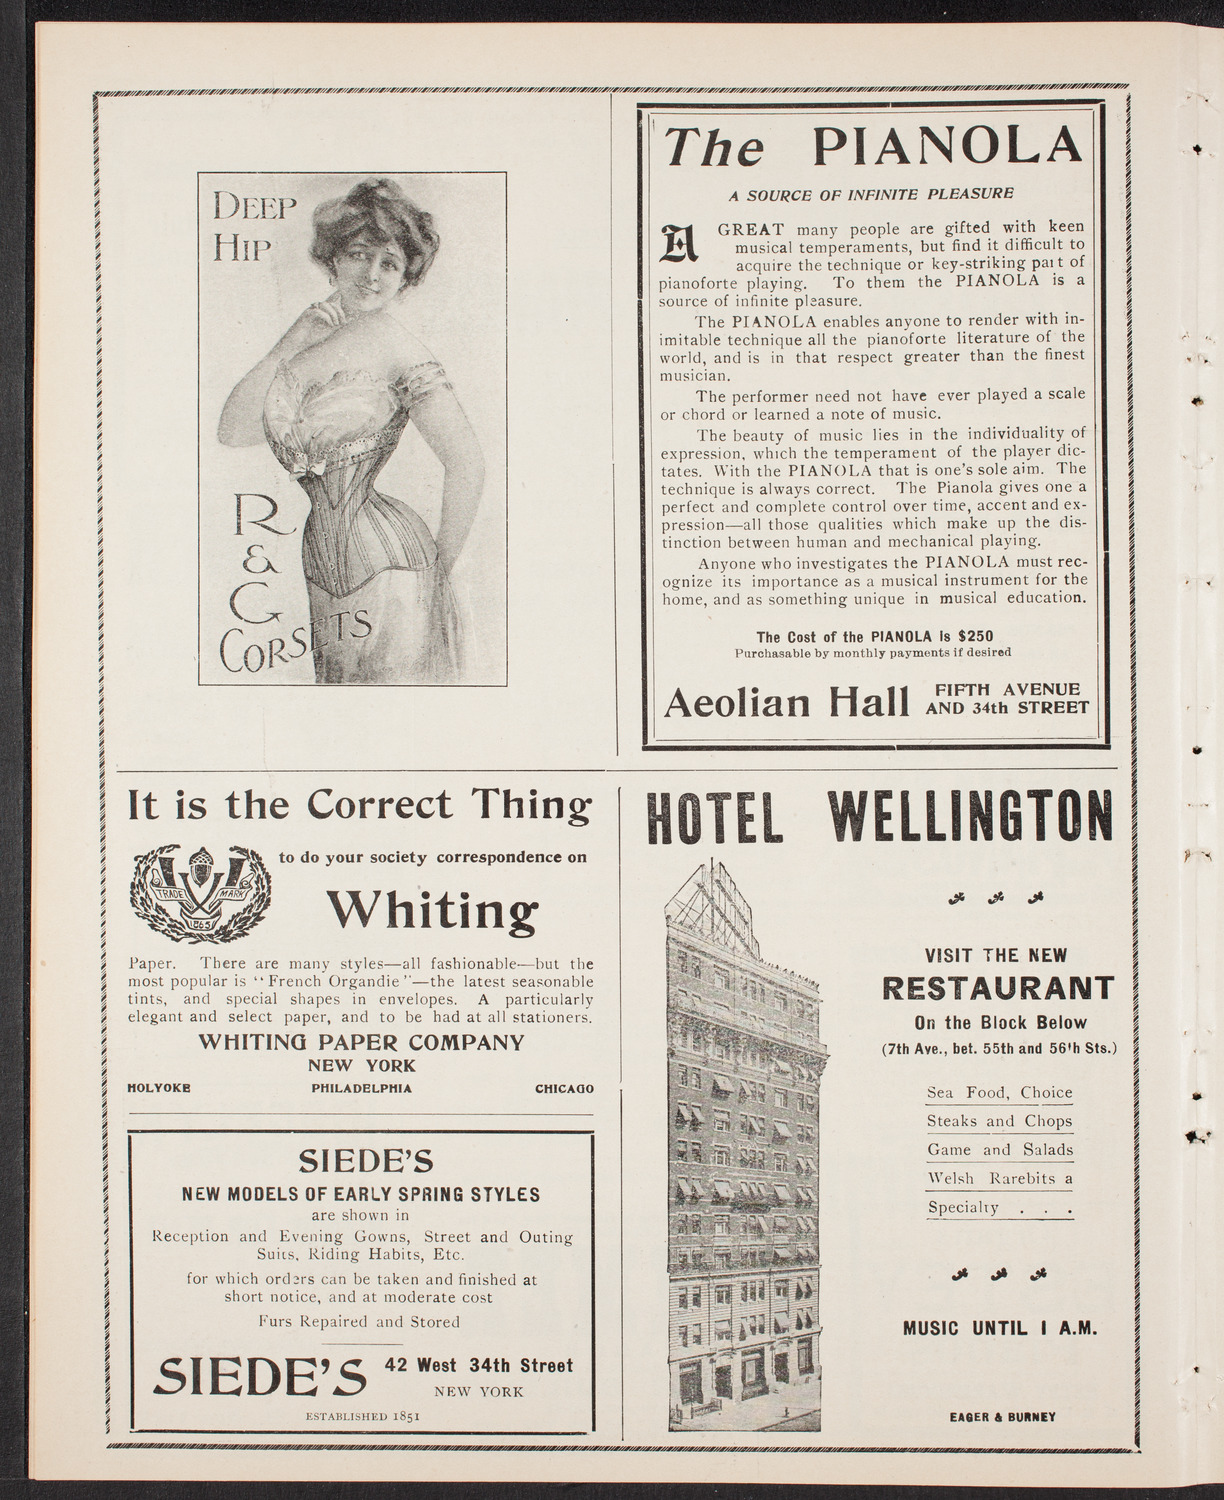 DEEP
HIP
R
&
G
CORSETS
The PIANOLA
A SOURCE OF INFINITE PLEASURE
A GREAT many people are gifted with keen
musical temperaments, but find it difficult to
acquire the technique or key-striking part of
pianoforte playing. To them the PIANOLA is a
source of infinite pleasure.
The PIANOLA enables anyone to render with in-
imitable technique all the pianoforte literature of the
world, and is in that respect greater than the finest
musician.
The performer need not have ever played a scale
or chord or learned a note of music.
The beauty of music lies in the individuality of
expression, which the temperament of the player dic-
tates. With the PIANOLA that is one's sole aim. The
technique is always correct. The Pianola gives one a
perfect and complete control over time, accent and ex-
pression—all those qualities which make up the dis-
tinction between human and mechanical playing.
Anyone who investigates the PIANOLA must rec-
ognize its importance as a musical instrument for the
home, and as something unique in musical education.
The Cost of the PIANOLA Is $250
Purchasable by monthly payments if desired
Aeolian Hall FIFTH AVENUE
AND 34th STREET
It is the Correct Thing
to do your society correspondence on
TRADE MARK
1865
Whiting
Paper. There are many styles—all fashionable—but the
most popular is "French Organdie"—the latest seasonable
tints, and special shapes in envelopes. A particularly
elegant and select paper, and to be had at all stationers.
WHITING PAPER COMPANY
NEW YORK
HOLYOKE PHILADELPHIA CHICAGO
SIEDE'S
NEW MODELS OF EARLY SPRING STYLES
are shown in
Reception and Evening Gowns, Street and Outing
Suits, Riding Habits, Etc.
for which orders can be taken and finished at
short notice, and at moderate cost
Furs Repaired and Stored
SIEDE'S 42 West 34th Street
NEW YORK
ESTABLISHED 1851
HOTEL WELLINGTON
VISIT THE NEW
RESTAURANT
On the Block Below
(7th Ave., bet. 55th and 56th Sts.)
Sea Food, Choice
Steaks and Chops
Game and Salads
Welsh Rarebits a
Specialty . . .
MUSIC UNTIL 1 A.M.
EAGER & BURNEY